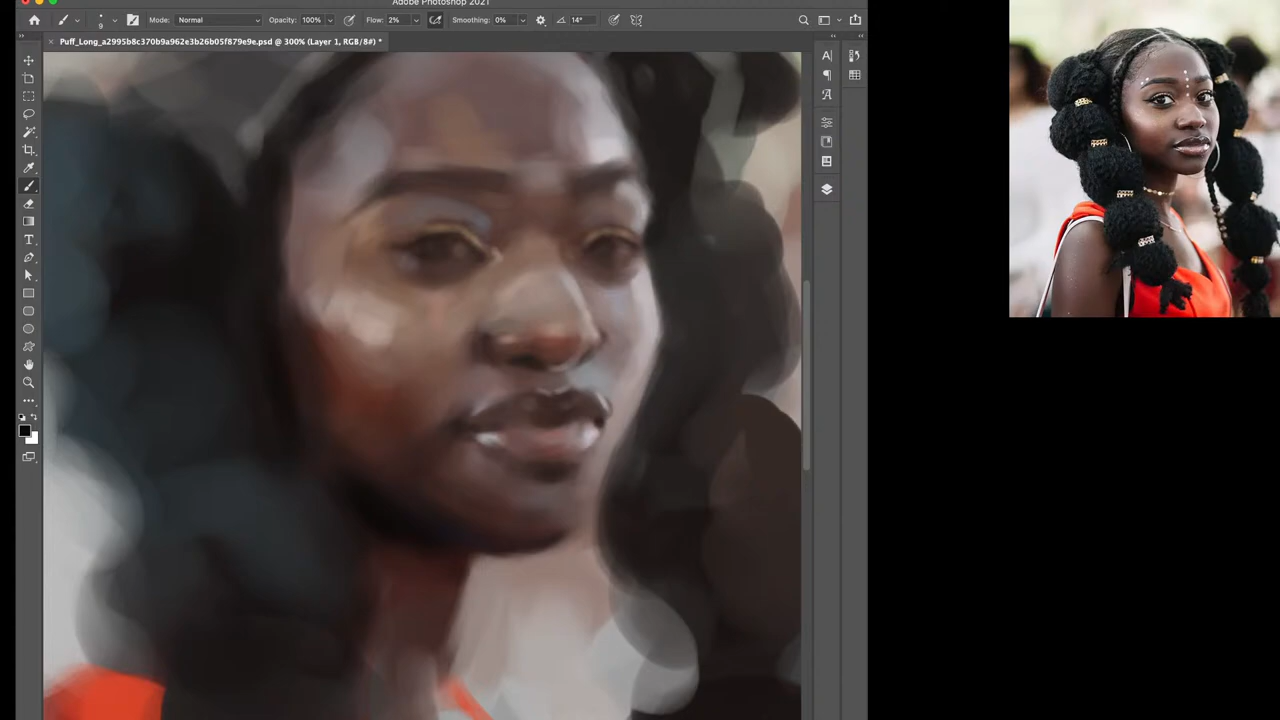 Adobe Photoshop 2021
9 Mode: Normal Opacity: 100% Flow: 2% Smoothing: 0% 14°
× Puff_Long_a2995b8c370b9a962e3b26b05f879e9e.psd @ 300% (Layer 1, RGB/8#) *